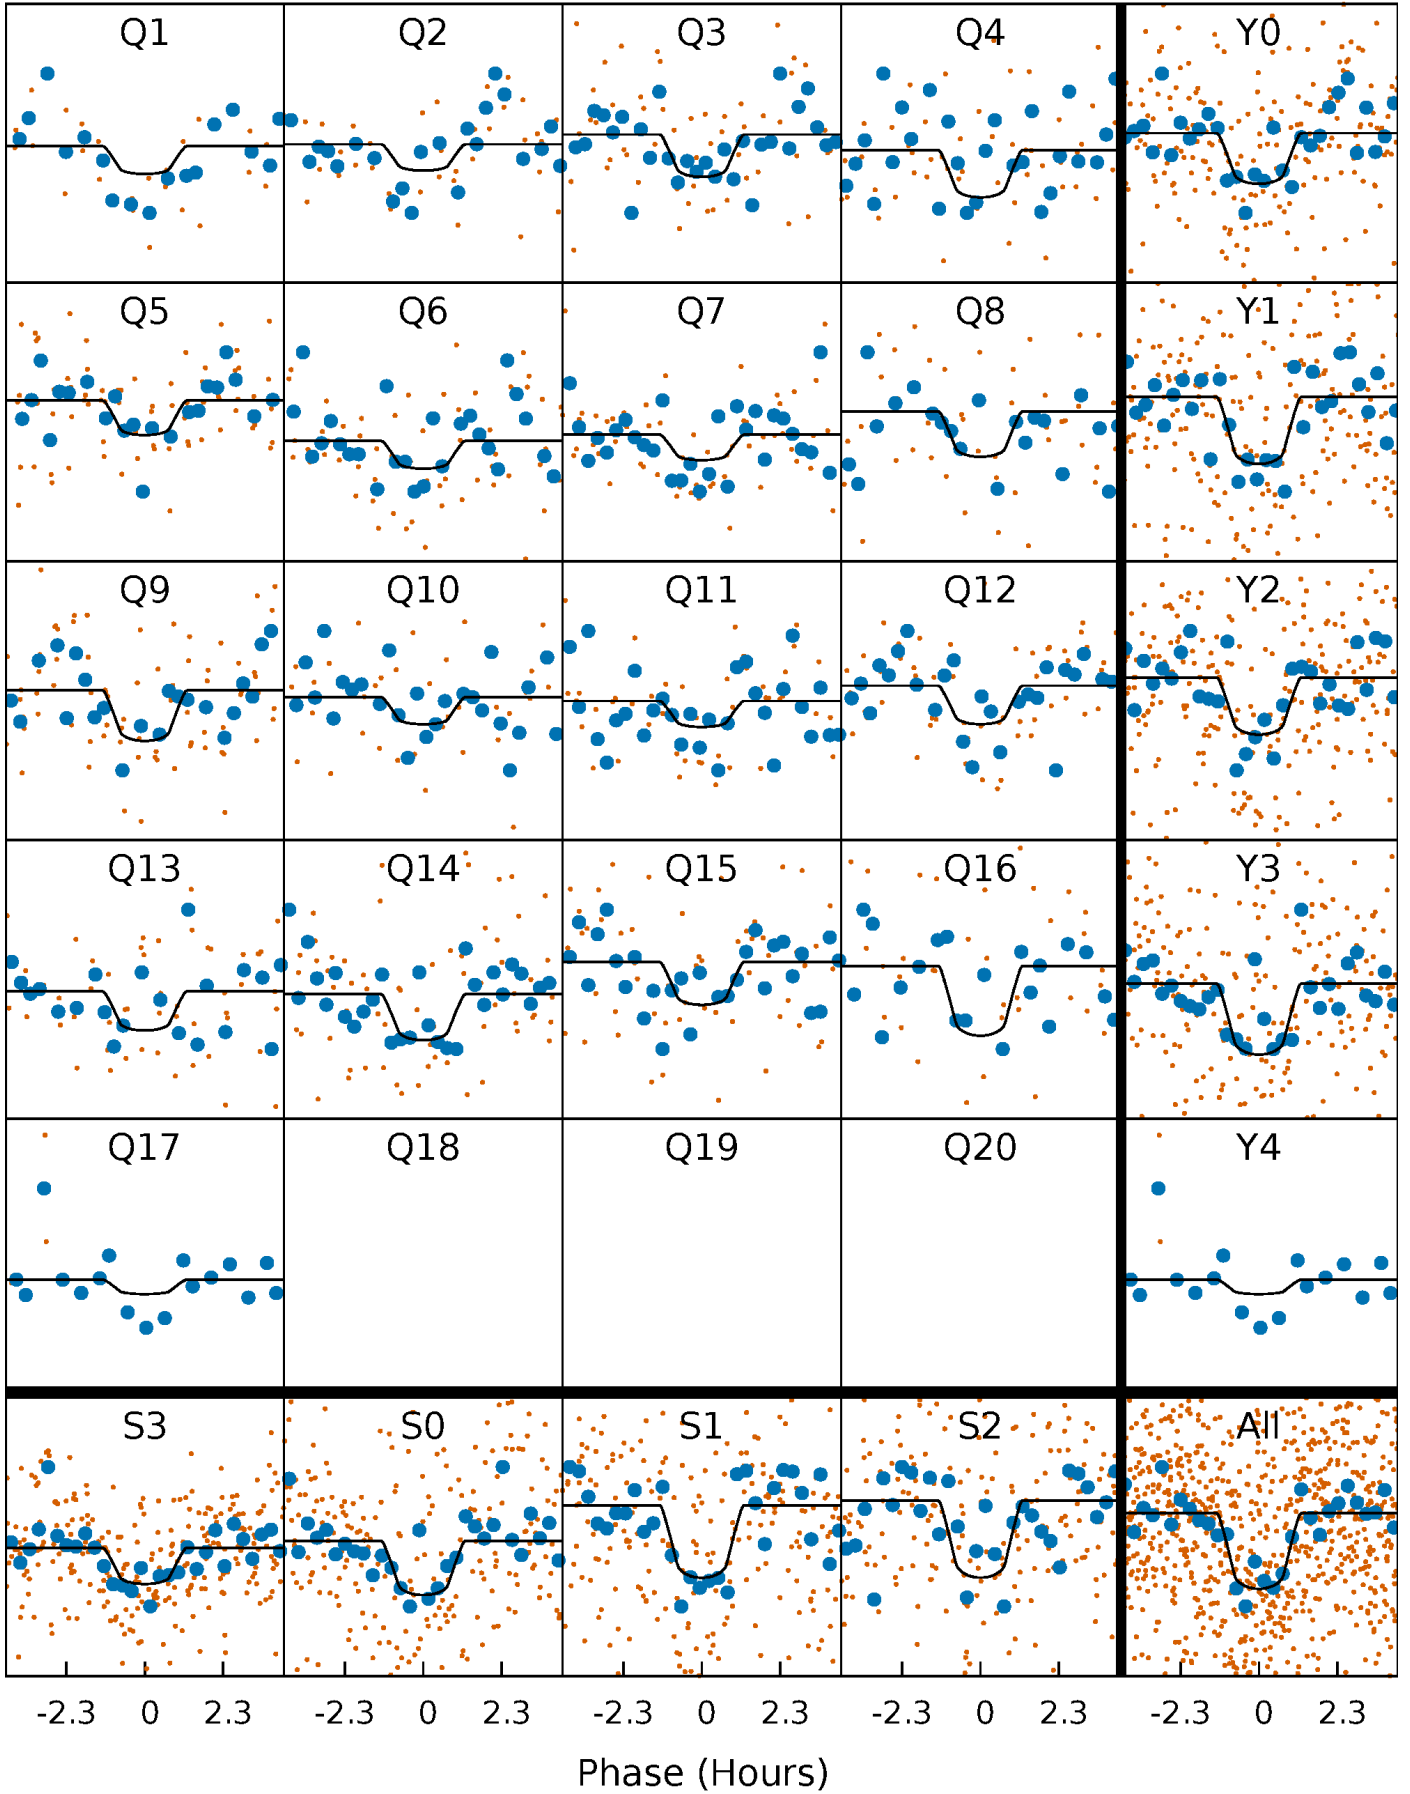 Q1 Q2 Q3 Q4 Y0
Q5 Q6 Q7 Q8 Y1
Q9 Q10 Q11 Q12 Y2
Q13 Q14 Q15 Q16 Y3
Q17 Q18 Q19 Q20 Y4
S3 S0 S1 S2 All
-2.3 0 2.3 -2.3 0 2.3 -2.3 0 2.3 -2.3 0 2.3 -2.3 0 2.3
Phase (Hours)